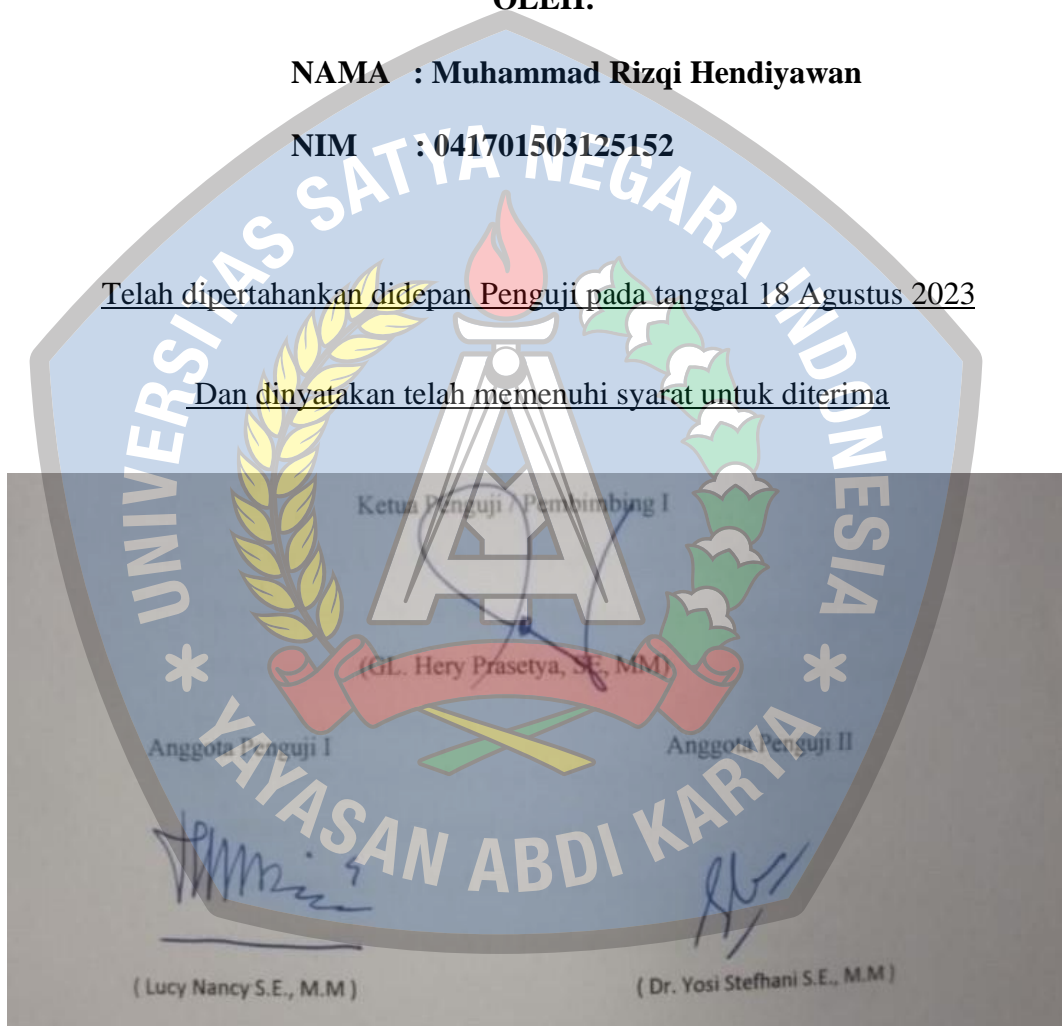 OLEH:
NAMA : Muhammad Rizqi Hendiyawan
NIM : 041701503125152
UNIVERSITAS SATYA NEGARA INDONESIA
Telah dipertahankan didepan Penguji pada tanggal 18 Agustus 2023
Dan dinyatakan telah memenuhi syarat untuk diterima
Ketua Penguji / Pembimbing I
(GL. Hery Prasetya, SE, MM)
Anggota Penguji I Anggota Penguji II
* YAYASAN ABDI KARYA *
( Lucy Nancy S.E., M.M ) ( Dr. Yosi Stefhani S.E., M.M )